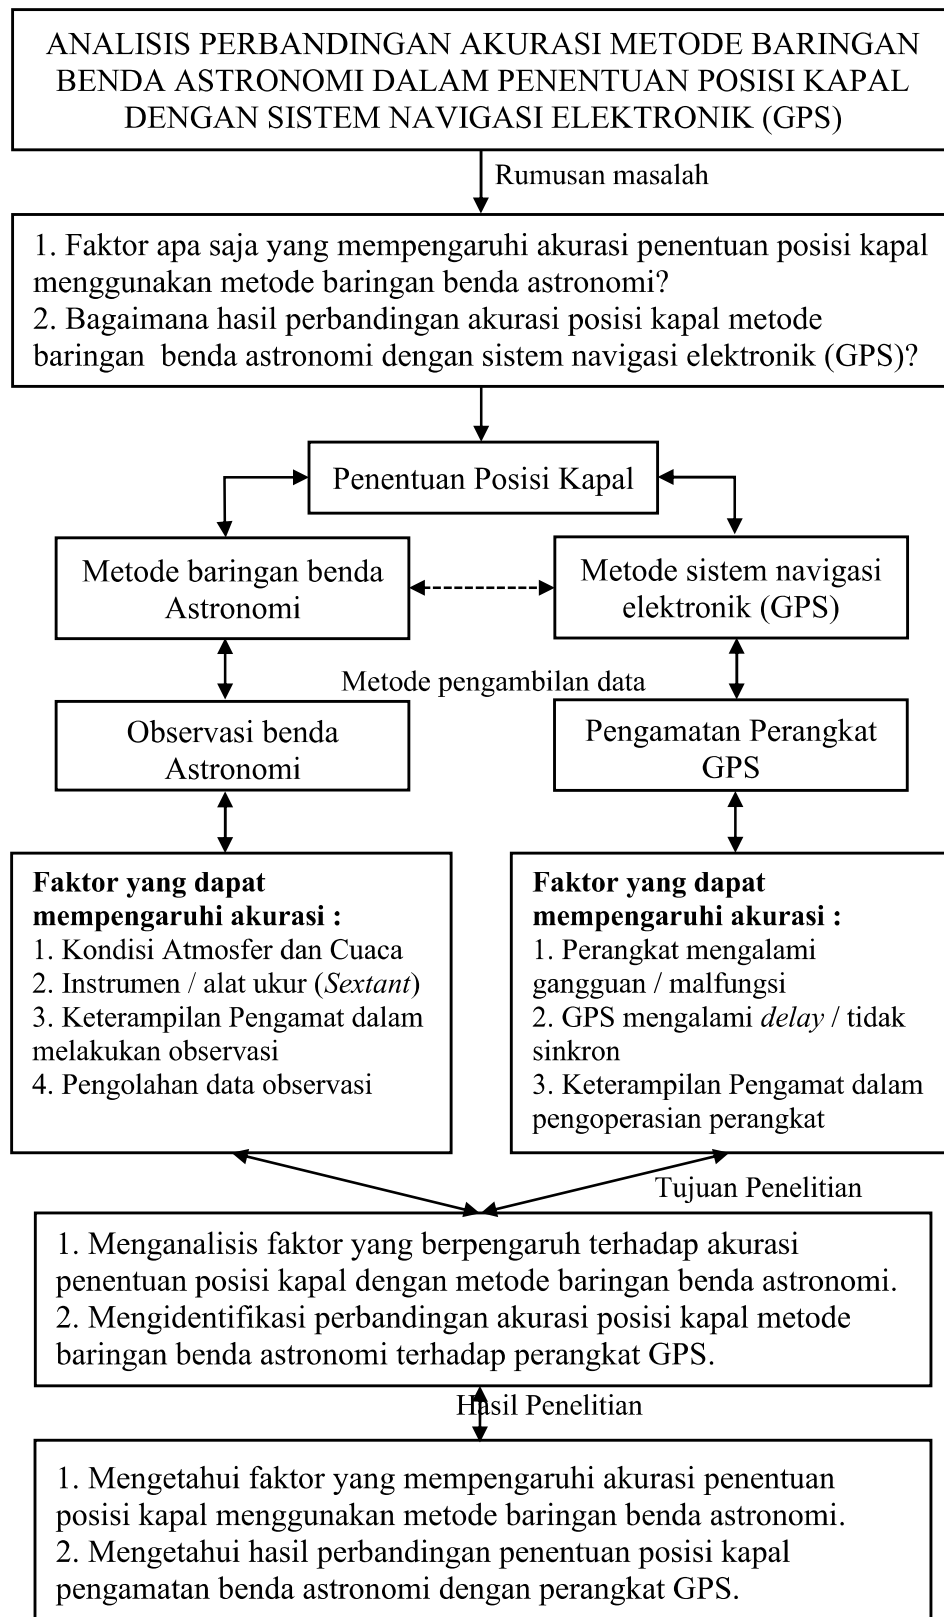 ANALISIS PERBANDINGAN AKURASI METODE BARINGAN
BENDA ASTRONOMI DALAM PENENTUAN POSISI KAPAL
DENGAN SISTEM NAVIGASI ELEKTRONIK (GPS)
Rumusan masalah
1. Faktor apa saja yang mempengaruhi akurasi penentuan posisi kapal
menggunakan metode baringan benda astronomi?
2. Bagaimana hasil perbandingan akurasi posisi kapal metode
baringan  benda astronomi dengan sistem navigasi elektronik (GPS)?
Penentuan Posisi Kapal
Metode baringan benda
Astronomi
Metode sistem navigasi
elektronik (GPS)
Metode pengambilan data
Observasi benda
Astronomi
Pengamatan Perangkat
GPS
Faktor yang dapat
mempengaruhi akurasi :
1. Kondisi Atmosfer dan Cuaca
2. Instrumen / alat ukur (Sextant)
3. Keterampilan Pengamat dalam
melakukan observasi
4. Pengolahan data observasi
Faktor yang dapat
mempengaruhi akurasi :
1. Perangkat mengalami
gangguan / malfungsi
2. GPS mengalami delay / tidak
sinkron
3. Keterampilan Pengamat dalam
pengoperasian perangkat
Tujuan Penelitian
1. Menganalisis faktor yang berpengaruh terhadap akurasi
penentuan posisi kapal dengan metode baringan benda astronomi.
2. Mengidentifikasi perbandingan akurasi posisi kapal metode
baringan benda astronomi terhadap perangkat GPS.
Hasil Penelitian
1. Mengetahui faktor yang mempengaruhi akurasi penentuan
posisi kapal menggunakan metode baringan benda astronomi.
2. Mengetahui hasil perbandingan penentuan posisi kapal
pengamatan benda astronomi dengan perangkat GPS.